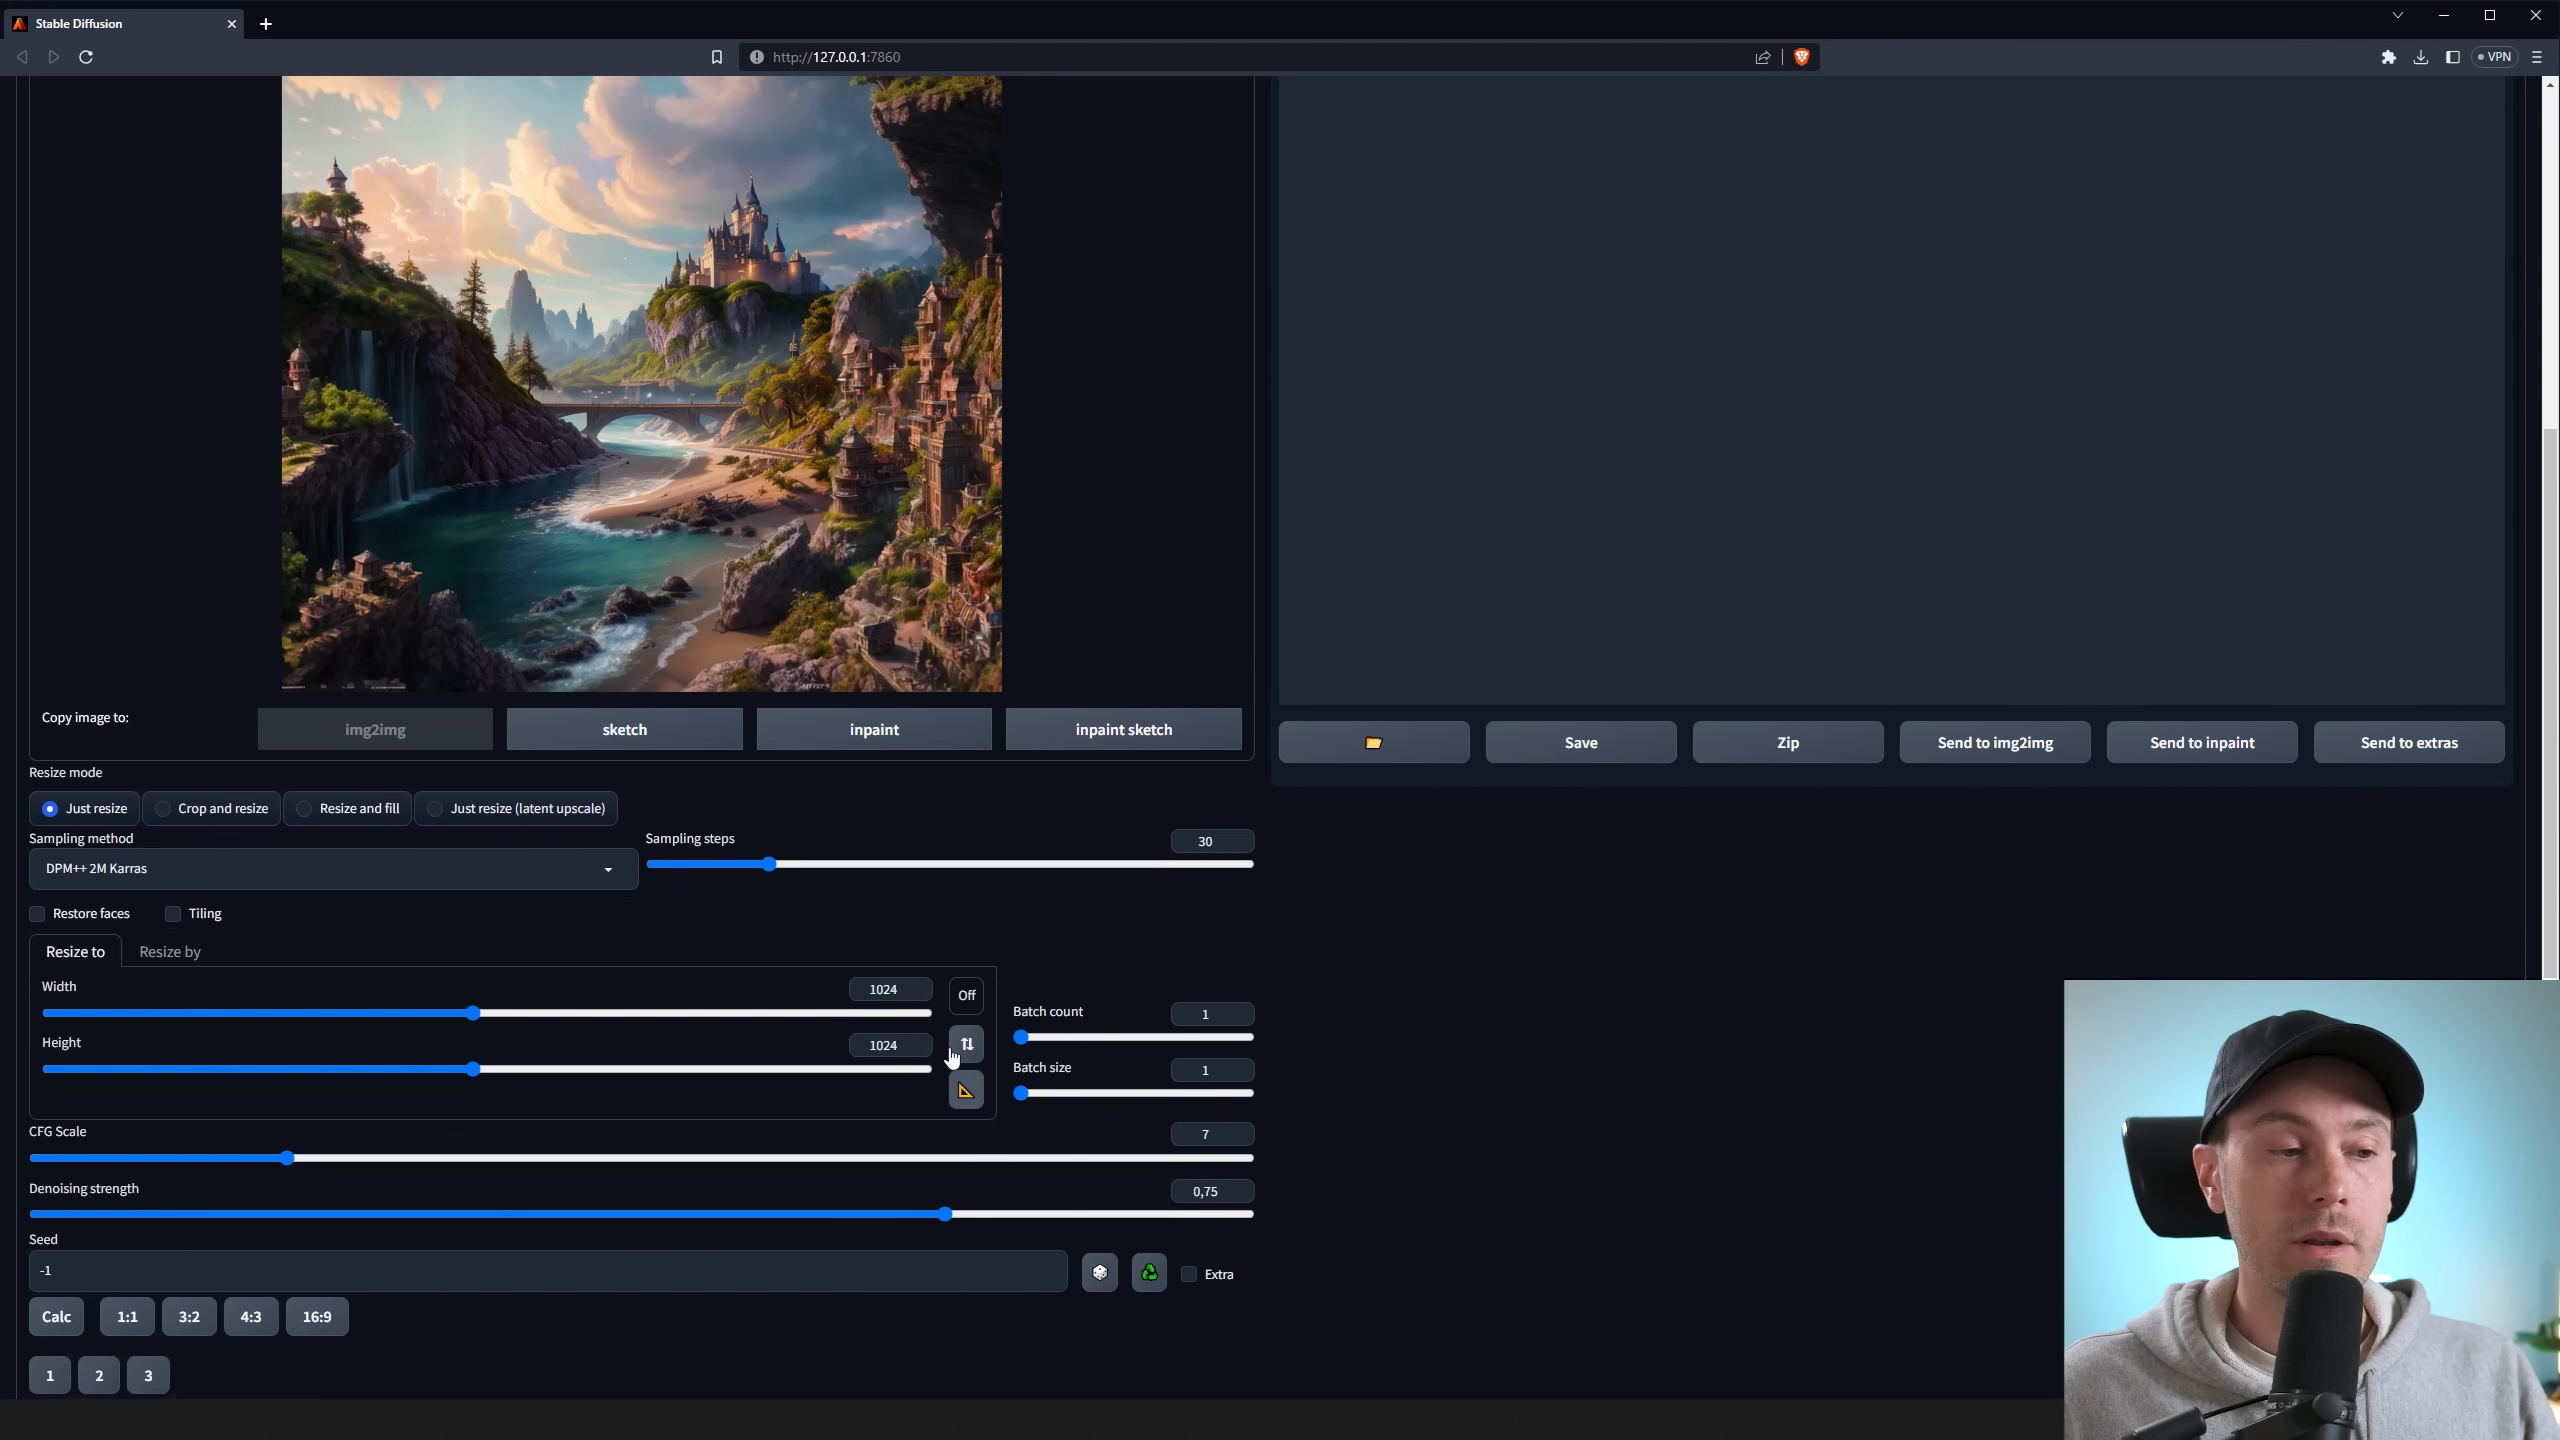 Stable Diffusion
http://127.0.0.1:7860
VPN
Copy image to:
img2img
sketch
inpaint
inpaint sketch
Save
Zip
Send to img2img
Send to inpaint
Send to extras
Resize mode
Just resize
Crop and resize
Resize and fill
Just resize (latent upscale)
Sampling method
DPM++ 2M Karras
Sampling steps
30
Restore faces
Tiling
Resize to
Resize by
Width
1024
Off
Height
1024
Batch count
1
Batch size
1
CFG Scale
7
Denoising strength
0,75
Seed
-1
Extra
Calc
1:1
3:2
4:3
16:9
1
2
3